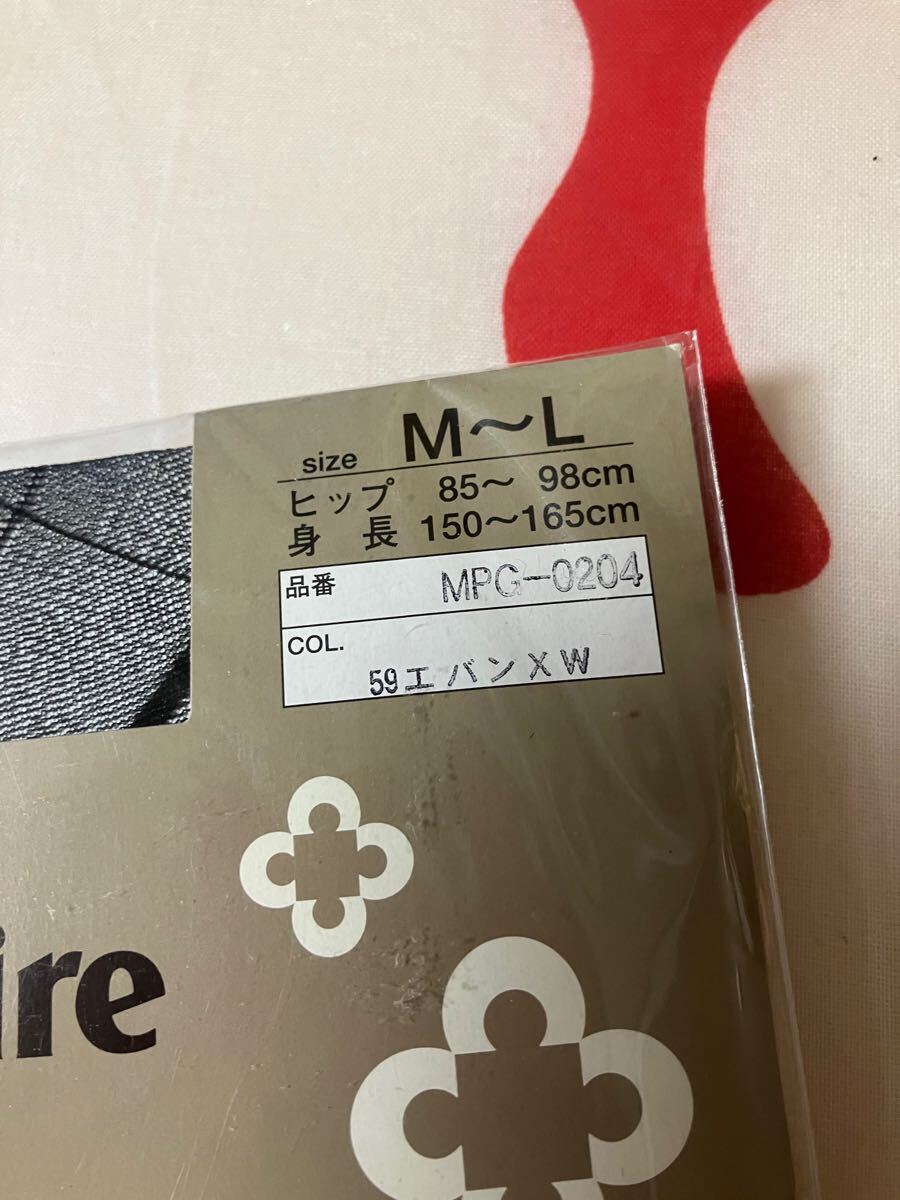 size M～L
ヒップ 85～ 98cm
身 長 150～165cm
品番 MPG-0204
COL.
59エバンXW
ire